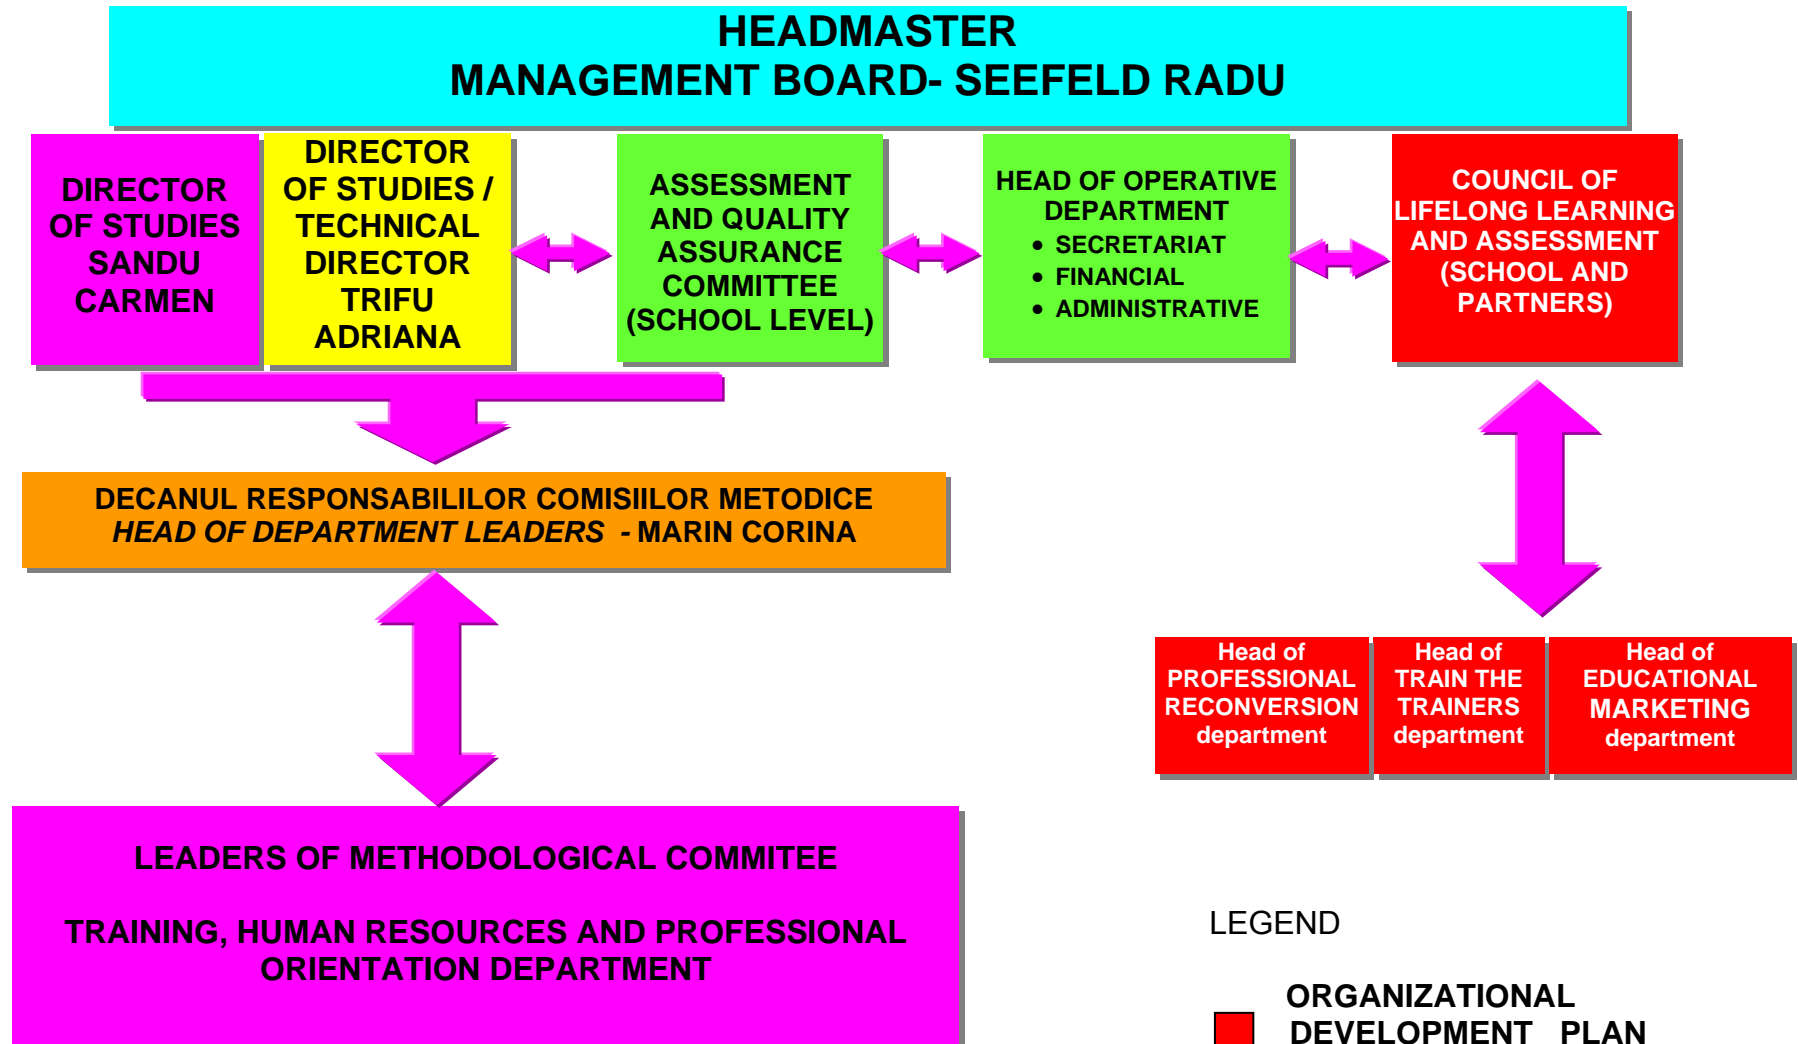 HEADMASTER
MANAGEMENT BOARD- SEEFELD RADU
DIRECTOR
OF STUDIES
SANDU
CARMEN
DIRECTOR
OF STUDIES /
TECHNICAL
DIRECTOR
TRIFU
ADRIANA
ASSESSMENT
AND QUALITY
ASSURANCE
COMMITTEE
(SCHOOL LEVEL)
HEAD OF OPERATIVE
DEPARTMENT
• SECRETARIAT
• FINANCIAL
• ADMINISTRATIVE
COUNCIL OF
LIFELONG LEARNING
AND ASSESSMENT
(SCHOOL AND
PARTNERS)
DECANUL RESPONSABILILOR COMISIILOR METODICE
HEAD OF DEPARTMENT LEADERS - MARIN CORINA
Head of
PROFESSIONAL
RECONVERSION
department
Head of
TRAIN THE
TRAINERS
department
Head of
EDUCATIONAL
MARKETING
department
LEADERS OF METHODOLOGICAL COMMITEE
TRAINING, HUMAN RESOURCES AND PROFESSIONAL
ORIENTATION DEPARTMENT
LEGEND
ORGANIZATIONAL
DEVELOPMENT PLAN